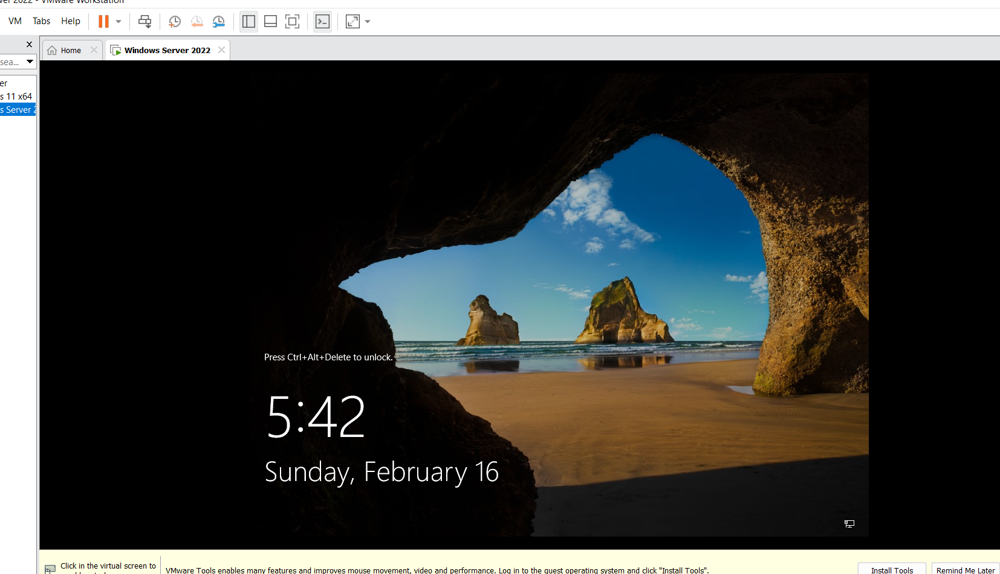 2022 - VMware Workstation
VM Tabs Help
Home
Windows Server 2022
sea...
er
s 11 x64
s Server 2
Press Ctrl+Alt+Delete to unlock.
5:42
Sunday, February 16
Click in the virtual screen to
VMware Tools enables many features and improves mouse movement, video and performance. Log in to the guest operating system and click "Install Tools".
Install Tools
Remind Me Later